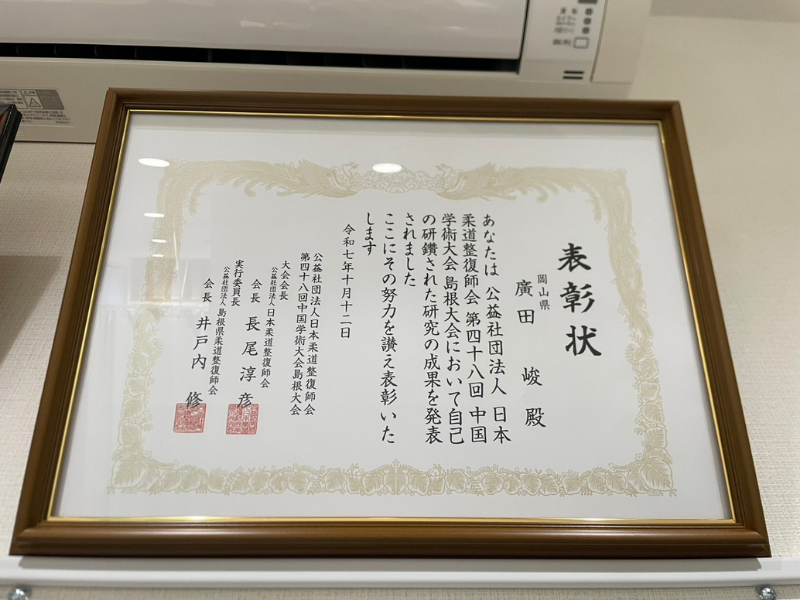 表彰状
岡山県
廣田 峻 殿
あなたは 公益社団法人 日本
柔道整復師会 第四十八回 中国
学術大会 島根大会において自己
の研鑽された研究の成果を発表
されました
ここにその努力を讃え表彰いた
します
令和七年十月十二日
公益社団法人日本柔道整復師会
第四十八回中国学術大会島根大会
大会会長
公益社団法人 日本柔道整復師会
会長 長尾淳彦
実行委員長
公益社団法人 島根県柔道整復師会
会長 井戸内 修